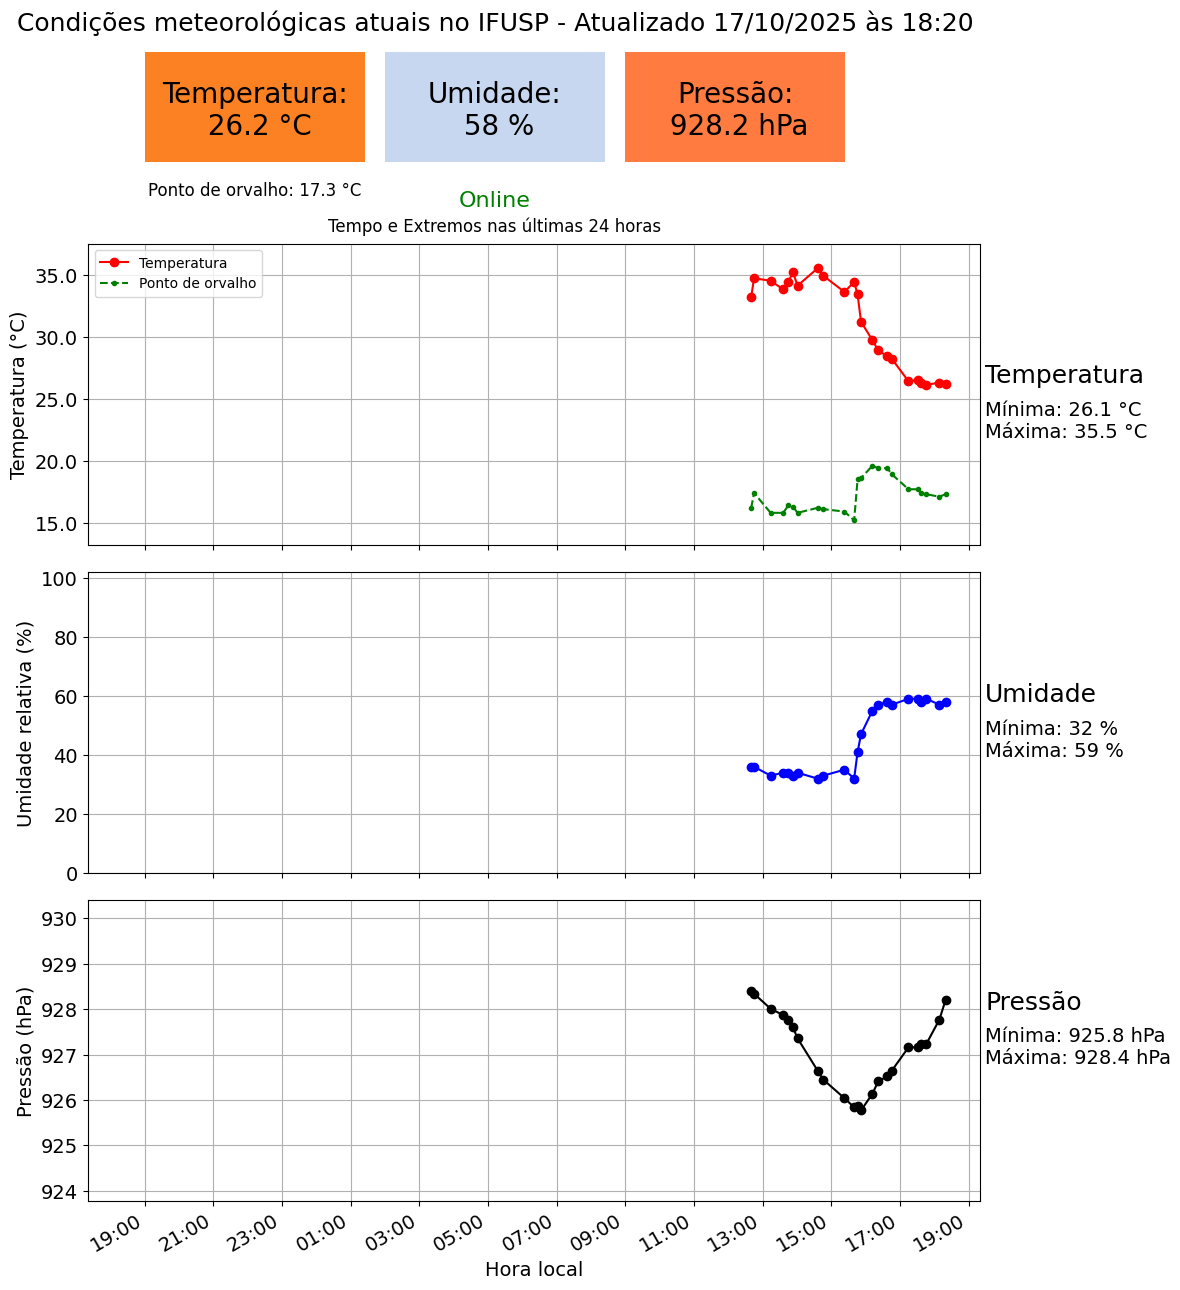 Condições meteorológicas atuais no IFUSP - Atualizado 17/10/2025 às 18:20
Temperatura:
26.2 °C
Umidade:
58 %
Pressão:
928.2 hPa
Ponto de orvalho: 17.3 °C
Online
Tempo e Extremos nas últimas 24 horas
Temperatura
Ponto de orvalho
Temperatura (°C)
35.0
30.0
25.0
20.0
15.0
Temperatura
Mínima: 26.1 °C
Máxima: 35.5 °C
Umidade relativa (%)
100
80
60
40
20
0
Umidade
Mínima: 32 %
Máxima: 59 %
Pressão (hPa)
930
929
928
927
926
925
924
Pressão
Mínima: 925.8 hPa
Máxima: 928.4 hPa
19:00 21:00 23:00 01:00 03:00 05:00 07:00 09:00 11:00 13:00 15:00 17:00 19:00
Hora local